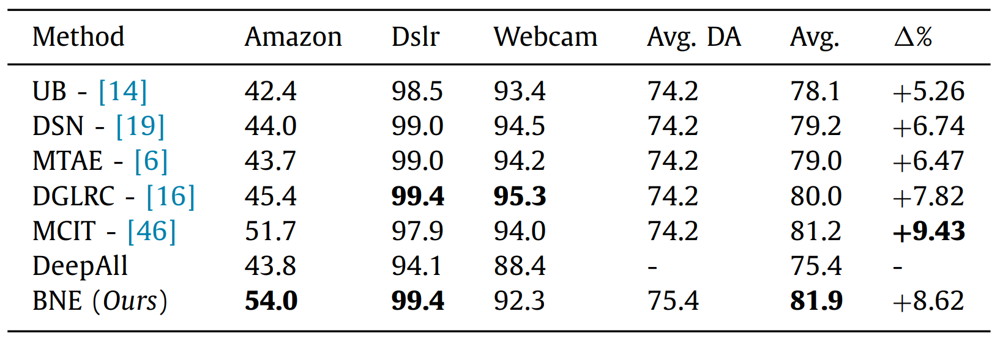 Method Amazon Dslr Webcam Avg. DA Avg. Δ%
UB - [14] 42.4 98.5 93.4 74.2 78.1 +5.26
DSN - [19] 44.0 99.0 94.5 74.2 79.2 +6.74
MTAE - [6] 43.7 99.0 94.2 74.2 79.0 +6.47
DGLRC - [16] 45.4 99.4 95.3 74.2 80.0 +7.82
MCIT - [46] 51.7 97.9 94.0 74.2 81.2 +9.43
DeepAll 43.8 94.1 88.4 - 75.4 -
BNE (Ours) 54.0 99.4 92.3 75.4 81.9 +8.62